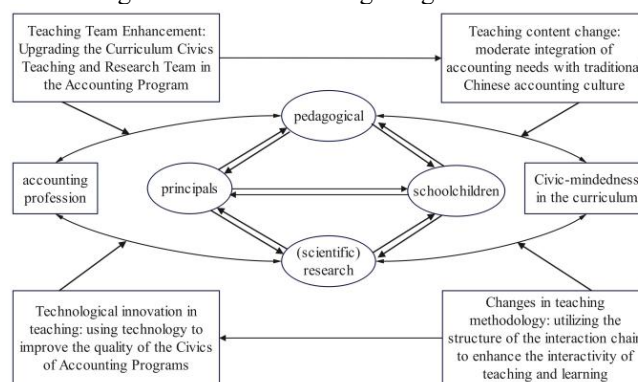 Teaching Team Enhancement:
Upgrading the Curriculum Civics
Teaching and Research Team in
the Accounting Program
Teaching content change:
moderate integration of
accounting needs with traditional
Chinese accounting culture
pedagogical
accounting
profession
principals
schoolchildren
Civic-mindedness
in the curriculum
(scientific)
research
Technological innovation in
teaching: using technology to
improve the quality of the Civics
of Accounting Programs
Changes in teaching
methodology: utilizing the
structure of the interaction chain
to enhance the interactivity of
teaching and learning